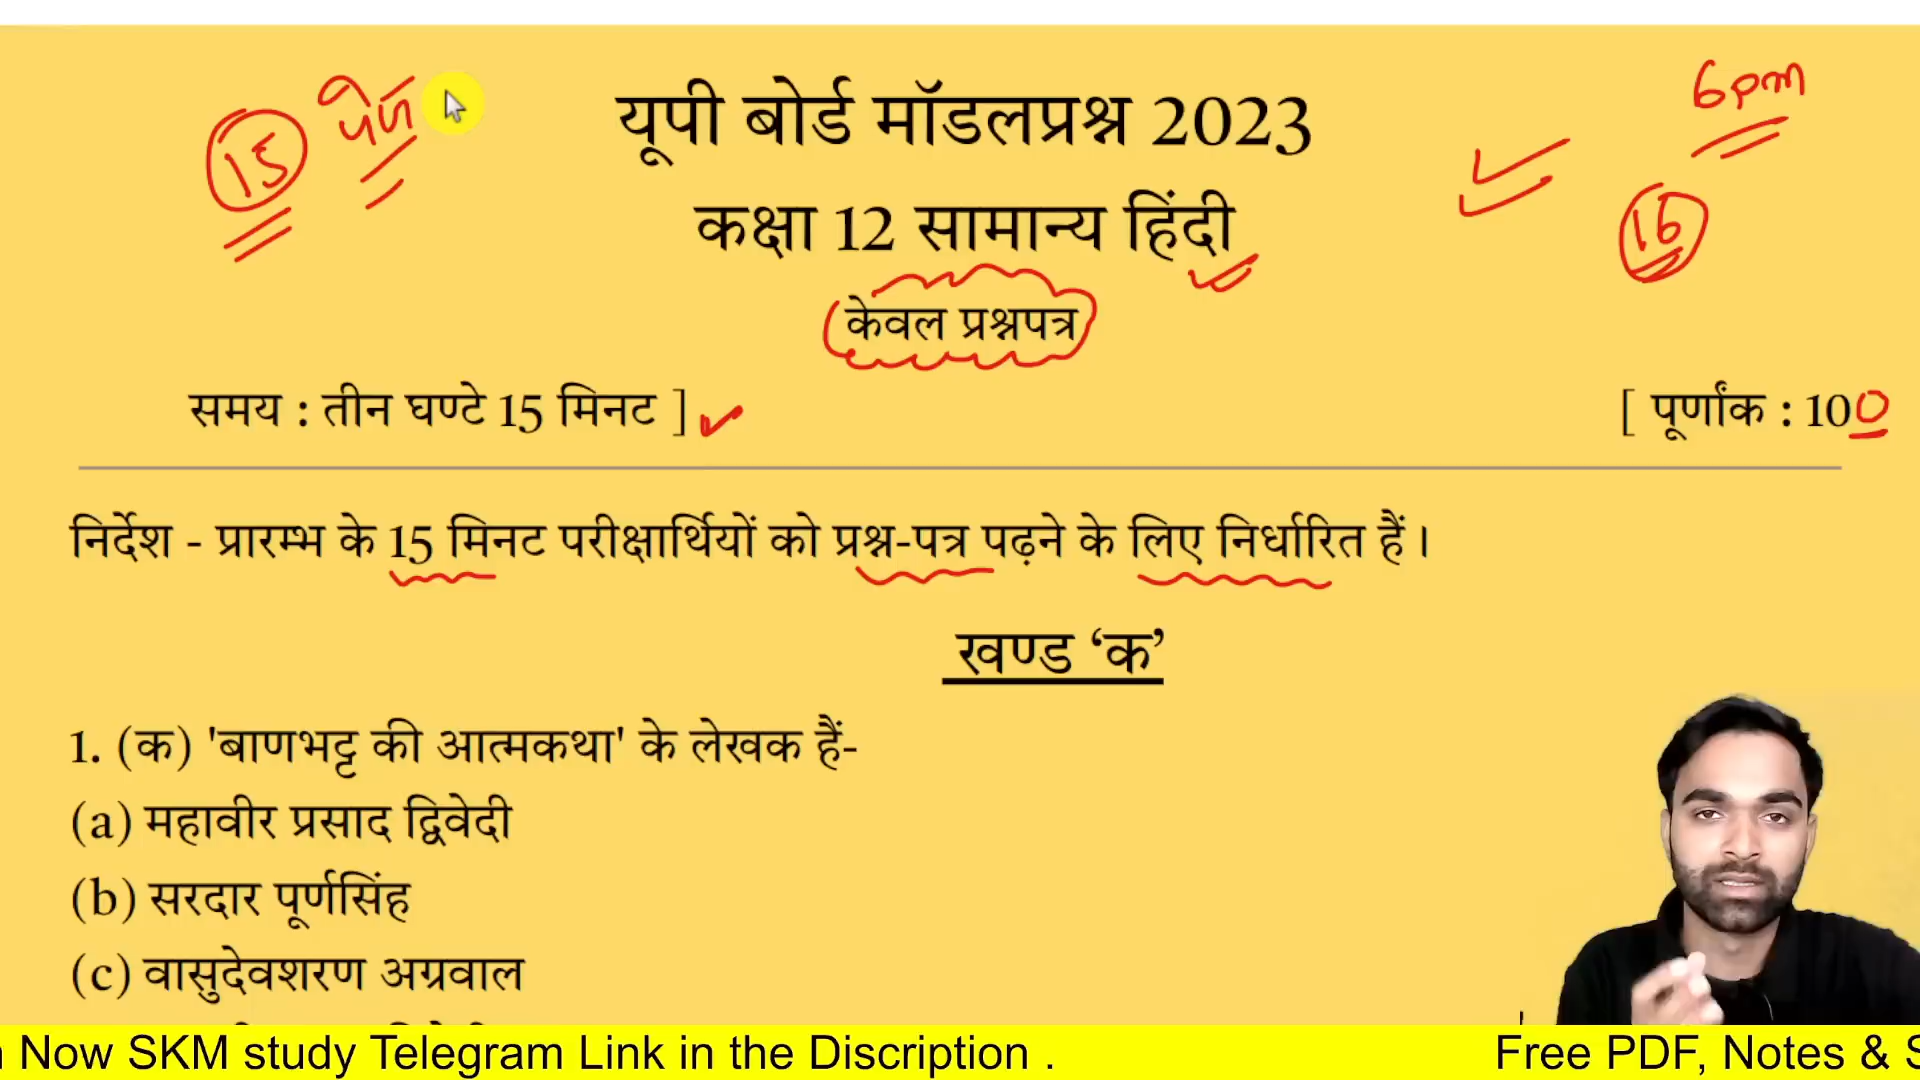 15 पेज
6pm
16
यूपी बोर्ड मॉडलप्रश्न 2023
कक्षा 12 सामान्य हिंदी
केवल प्रश्नपत्र
समय : तीन घण्टे 15 मिनट ]
[ पूर्णांक : 100
निर्देश - प्रारम्भ के 15 मिनट परीक्षार्थियों को प्रश्न-पत्र पढ़ने के लिए निर्धारित हैं ।
खण्ड ‘क’
1. (क) 'बाणभट्ट की आत्मकथा' के लेखक हैं-
(a) महावीर प्रसाद द्विवेदी
(b) सरदार पूर्णसिंह
(c) वासुदेवशरण अग्रवाल
Now SKM study Telegram Link in the Discription .
Free PDF, Notes & S